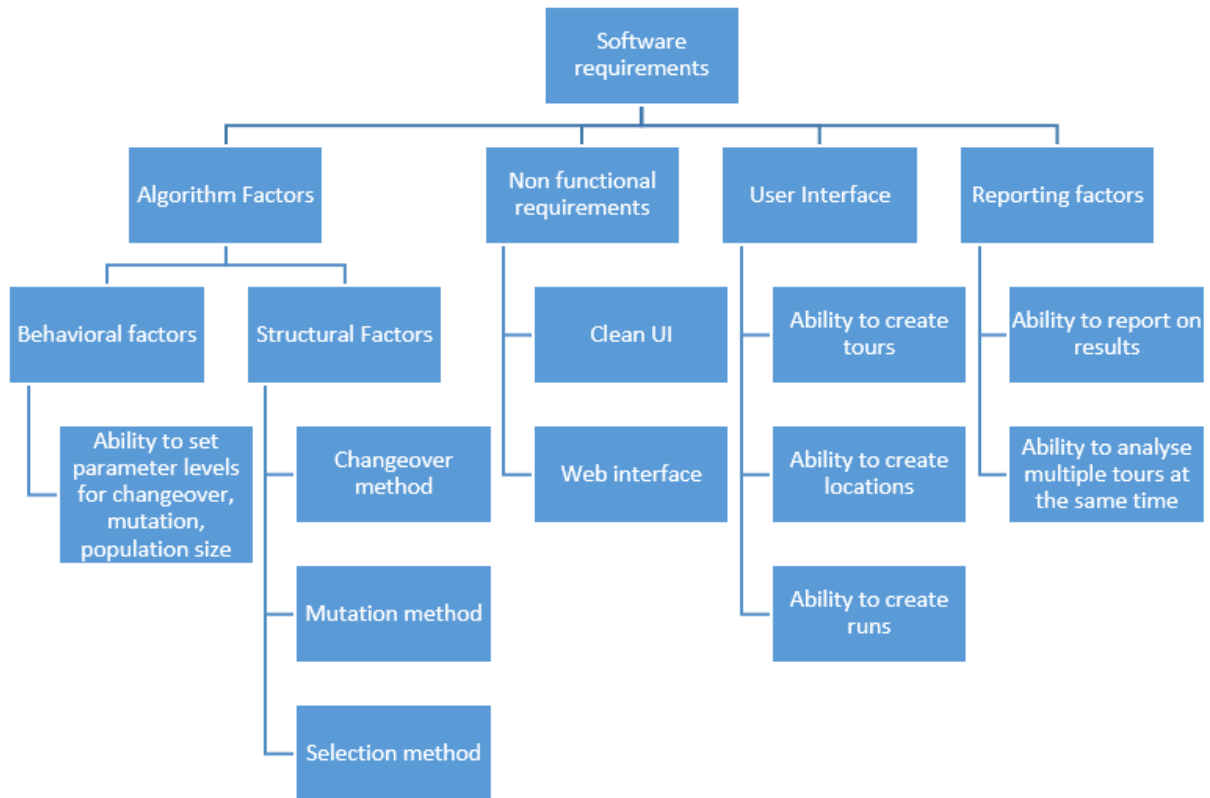 Software
requirements
Algorithm Factors
Non functional
requirements
User Interface
Reporting factors
Behavioral factors
Structural Factors
Clean UI
Ability to create
tours
Ability to report on
results
Ability to set
parameter levels
for changeover,
mutation,
population size
Changeover
method
Web interface
Ability to create
locations
Ability to analyse
multiple tours at
the same time
Mutation method
Ability to create
runs
Selection method